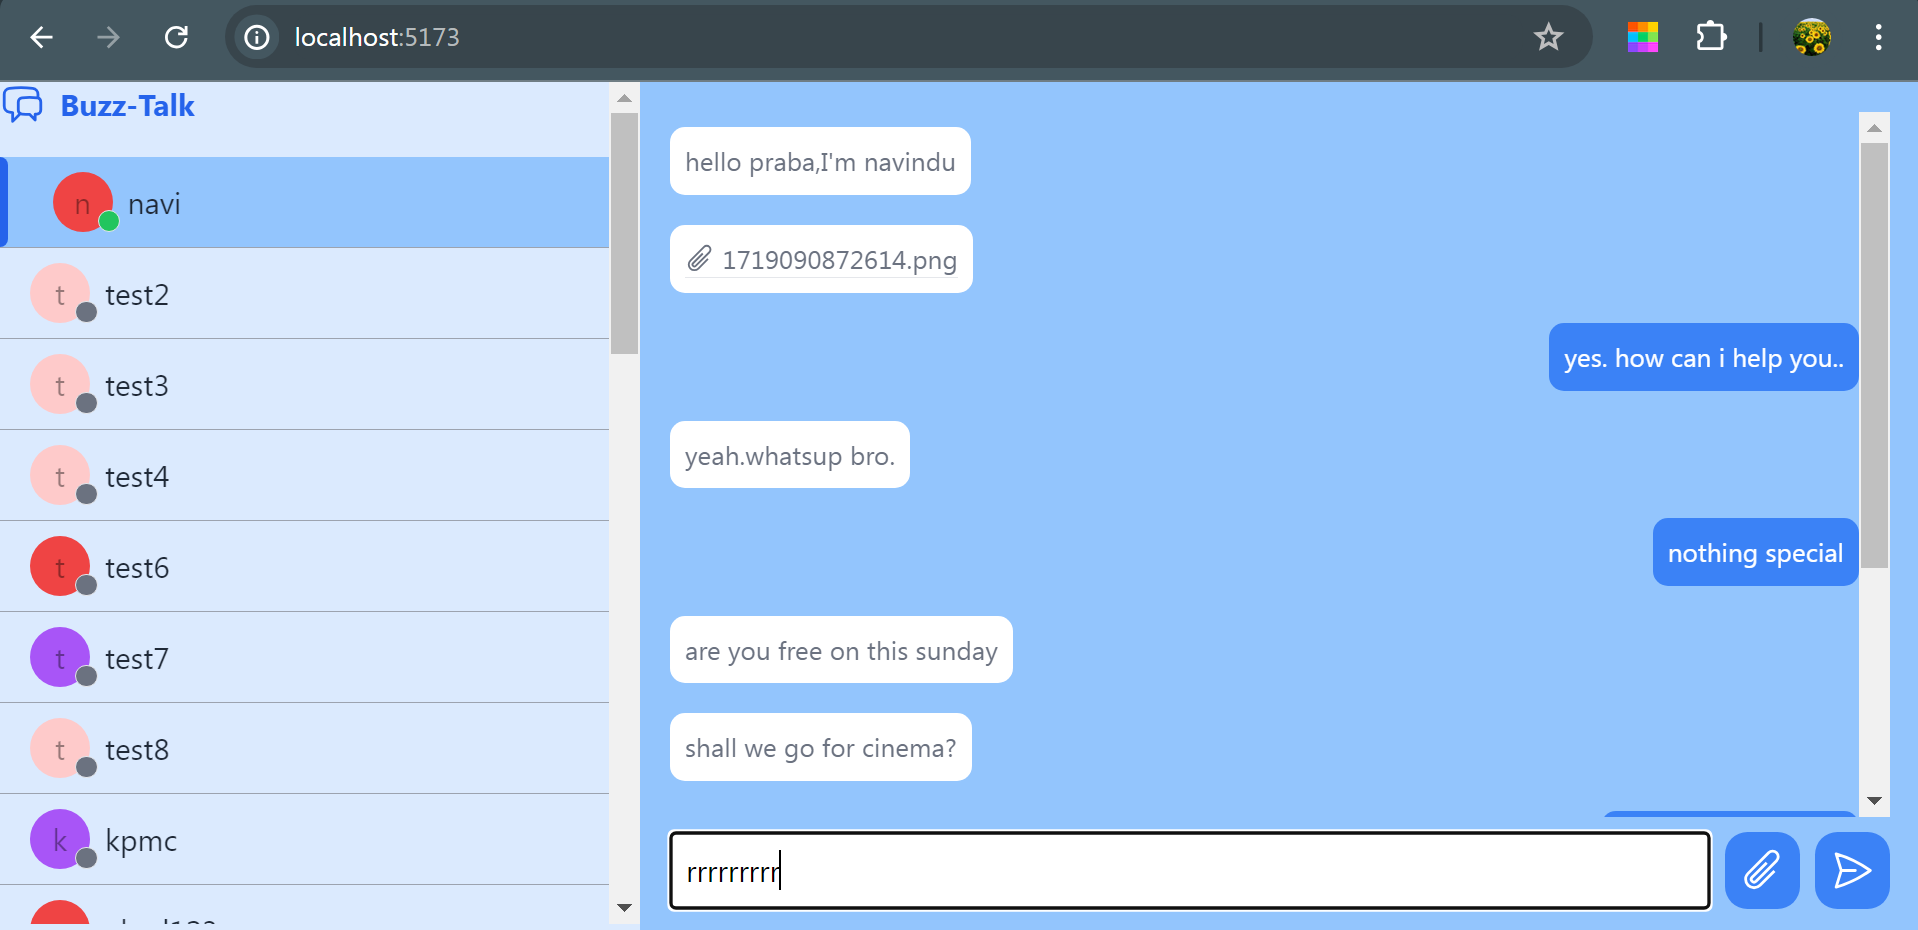 localhost:5173
Buzz-Talk
n navi
t test2
t test3
t test4
t test6
t test7
t test8
k kpmc
hello praba,I'm navindu
1719090872614.png
yes. how can i help you..
yeah.whatsup bro.
nothing special
are you free on this sunday
shall we go for cinema?
rrrrrrrrr